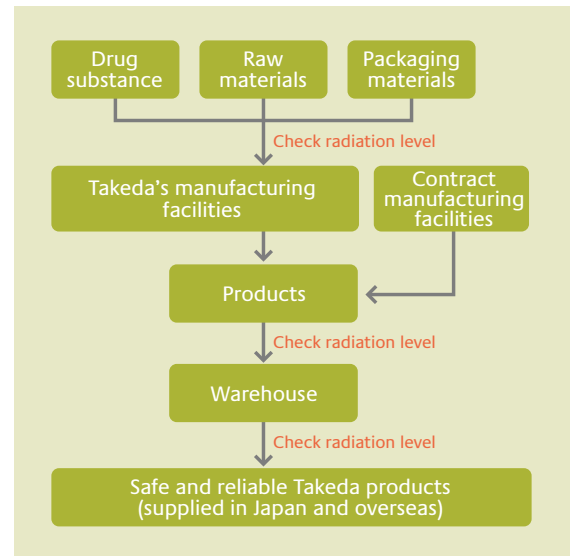 Drug
substance
Raw
materials
Packaging
materials
Check radiation level
Takeda's manufacturing
facilities
Contract
manufacturing
facilities
Products
Check radiation level
Warehouse
Check radiation level
Safe and reliable Takeda products
(supplied in Japan and overseas)